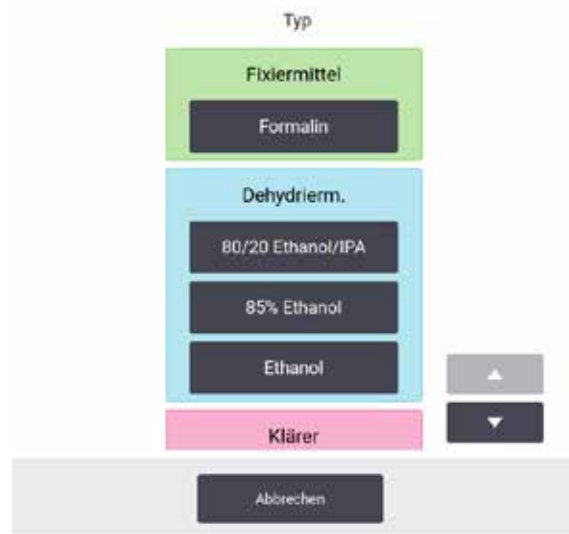 Typ
Fixiermittel
Formalin
Dehydrierm.
80/20 Ethanol/IPA
85% Ethanol
Ethanol
Klärer
Abbrechen